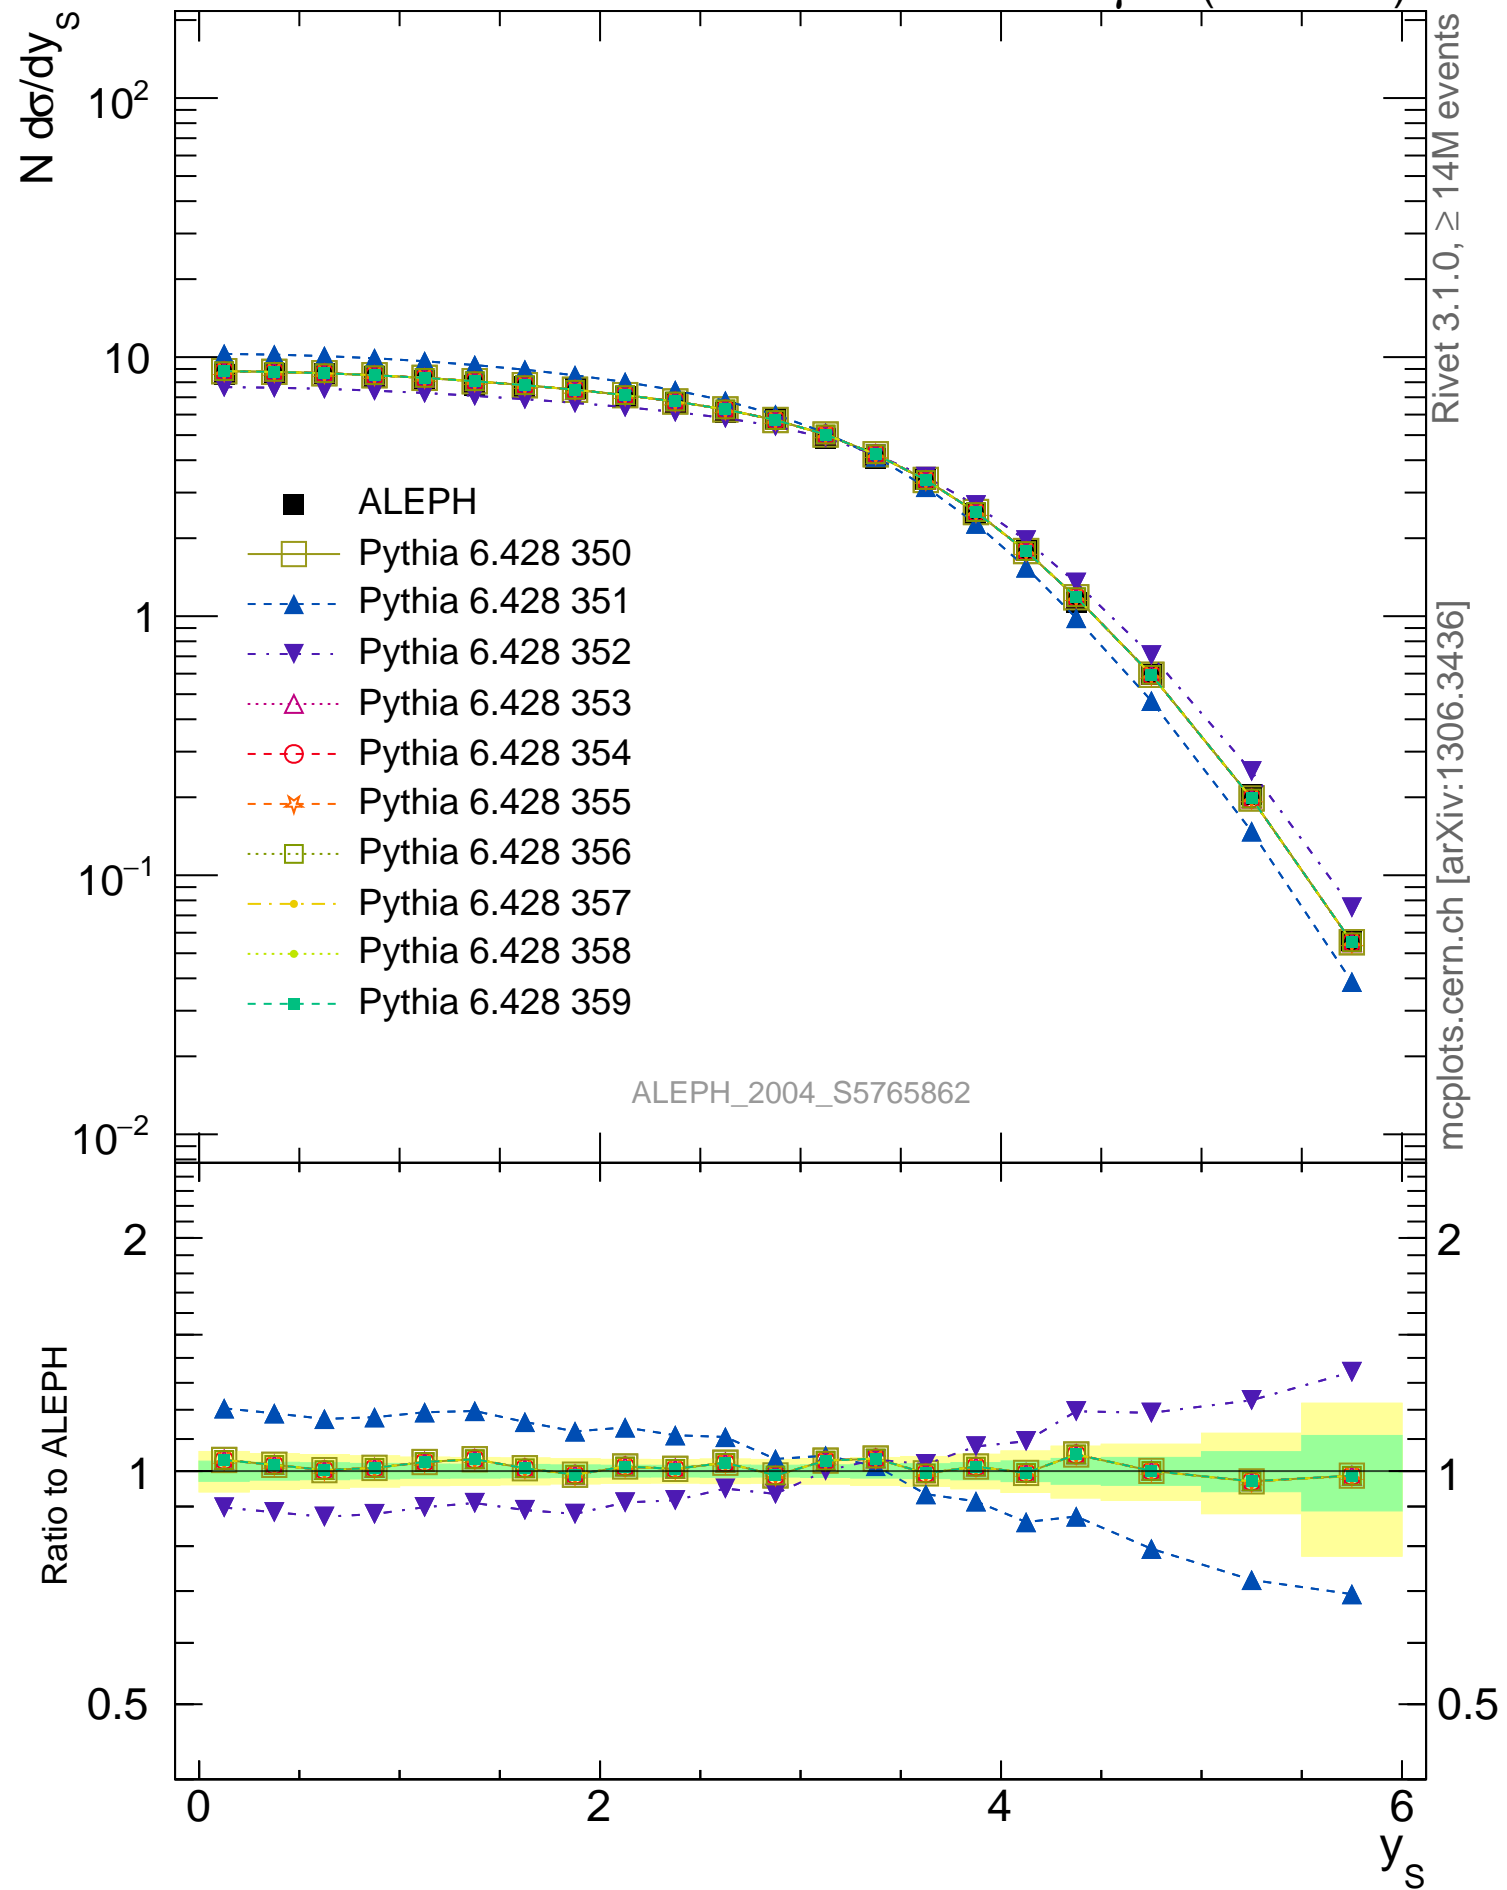 N dσ/dy_S
10²
10
1
10⁻¹
10⁻²
ALEPH
Pythia 6.428 350
Pythia 6.428 351
Pythia 6.428 352
Pythia 6.428 353
Pythia 6.428 354
Pythia 6.428 355
Pythia 6.428 356
Pythia 6.428 357
Pythia 6.428 358
Pythia 6.428 359
ALEPH_2004_S5765862
Rivet 3.1.0, ≥ 14M events
mcplots.cern.ch [arXiv:1306.3436]
Ratio to ALEPH
2
1
0.5
2
1
0.5
0
2
4
6
y_S